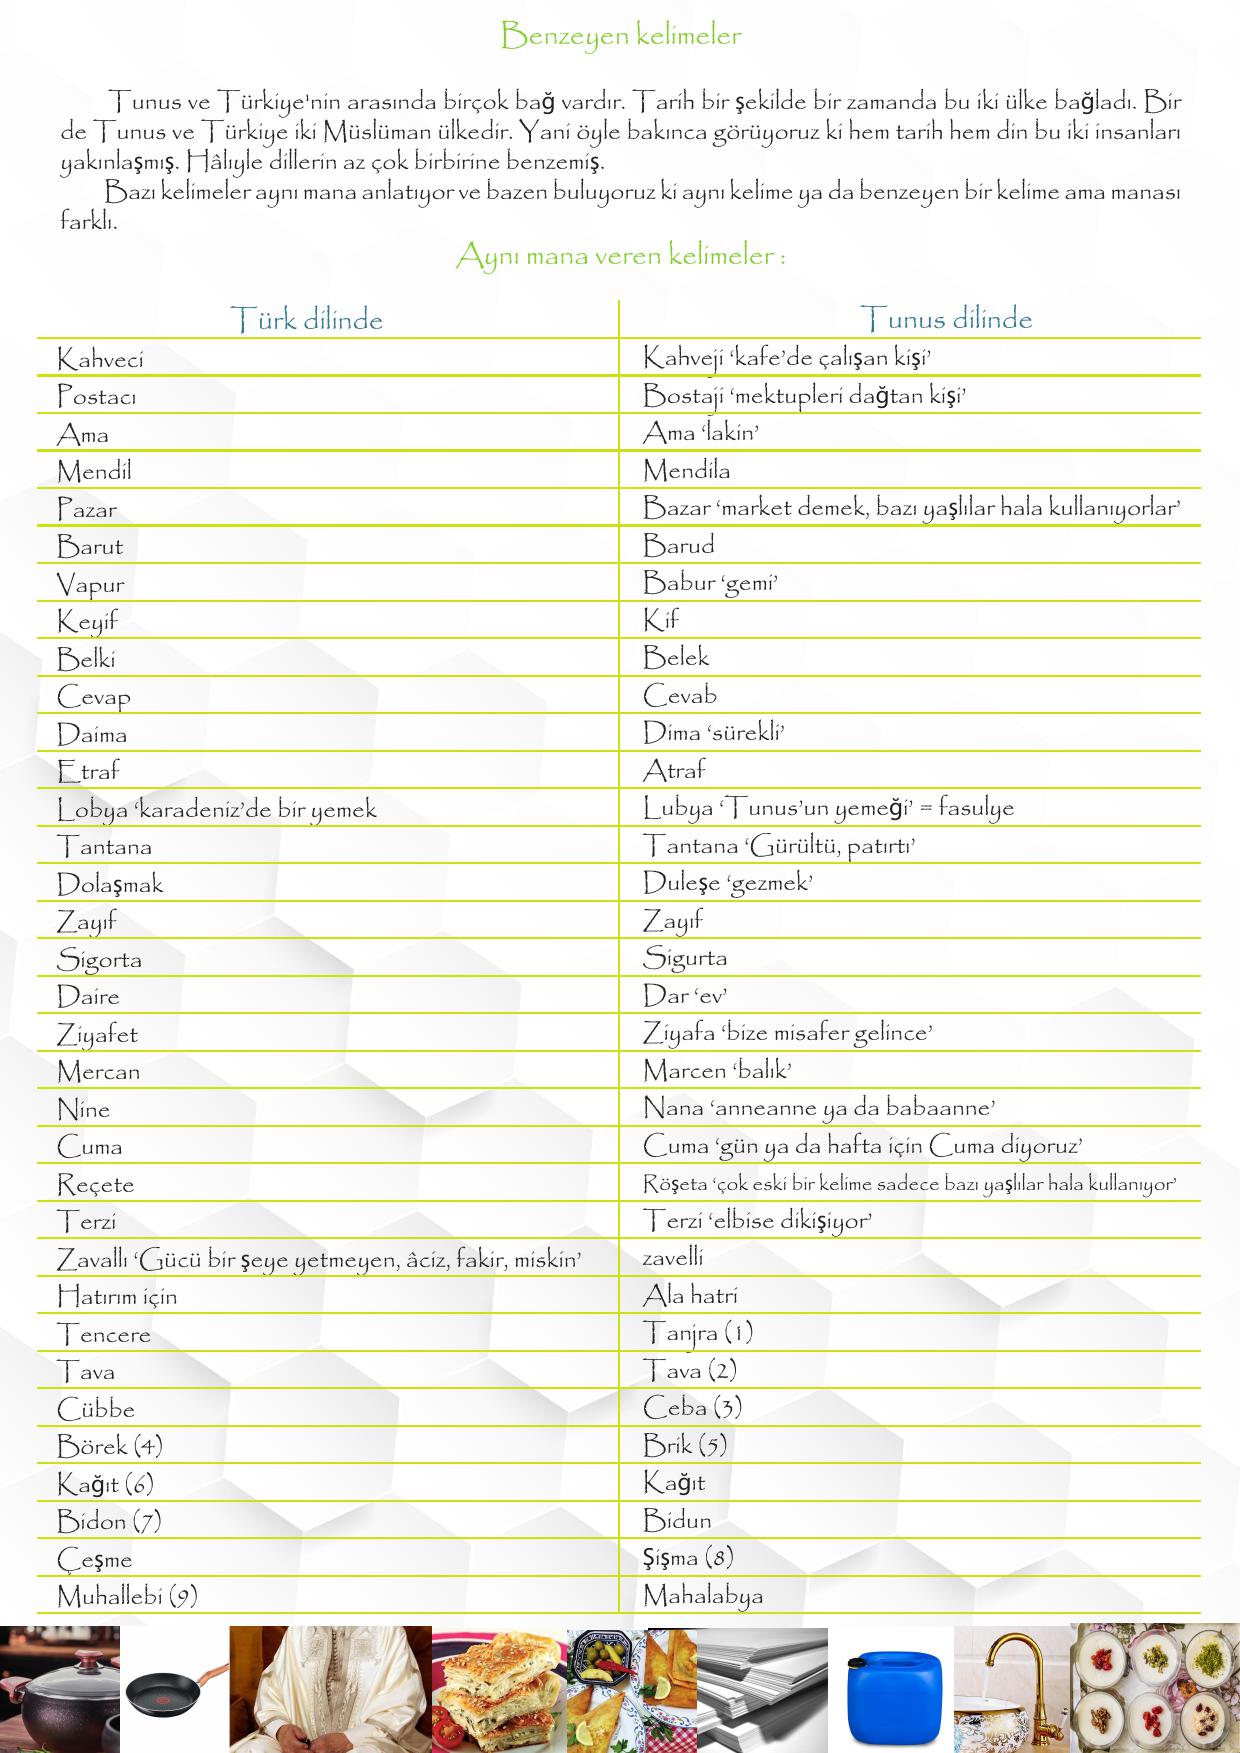 Benzeyen kelimeler
Tunus ve Türkiye'nin arasında birçok bağ vardır. Tarih bir şekilde bir zamanda bu iki ülke bağladı. Bir
de Tunus ve Türkiye iki Müslüman ülkedir. Yani öyle bakınca görüyoruz ki hem tarih hem din bu iki insanları
yakınlaşmış. Hâliyle dillerin az çok birbirine benzemiş.
Bazı kelimeler aynı mana anlatıyor ve bazen buluyoruz ki aynı kelime ya da benzeyen bir kelime ama manası
farklı.
Aynı mana veren kelimeler :
Türk dilinde Tunus dilinde
Kahveci Kahveji ‘kafe’de çalışan kişi’
Postacı Bostaji ‘mektupleri dağtan kişi’
Ama Ama ‘lakin’
Mendil Mendila
Pazar Bazar ‘market demek, bazı yaşlılar hala kullanıyorlar’
Barut Barud
Vapur Babur ‘gemi’
Keyif Kif
Belki Belek
Cevap Cevab
Daima Dima ‘sürekli’
Etraf Atraf
Lobya ‘karadeniz’de bir yemek Lubya ‘Tunus’un yemeği’ = fasulye
Tantana Tantana ‘Gürültü, patırtı’
Dolaşmak Duleşe ‘gezmek’
Zayıf Zayıf
Sigorta Sigurta
Daire Dar ‘ev’
Ziyafet Ziyafa ‘bize misafer gelince’
Mercan Marcen ‘balık’
Nine Nana ‘anneanne ya da babaanne’
Cuma Cuma ‘gün ya da hafta için Cuma diyoruz’
Reçete Röşeta ‘çok eski bir kelime sadece bazı yaşlılar hala kullanıyor’
Terzi Terzi ‘elbise dikişiyor’
Zavallı ‘Gücü bir şeye yetmeyen, âciz, fakir, miskin’ zavelli
Hatırım için Ala hatri
Tencere Tanjra (1)
Tava Tava (2)
Cübbe Ceba (3)
Börek (4) Brik (5)
Kağıt (6) Kağıt
Bidon (7) Bidun
Çeşme Şişma (8)
Muhallebi (9) Mahalabya